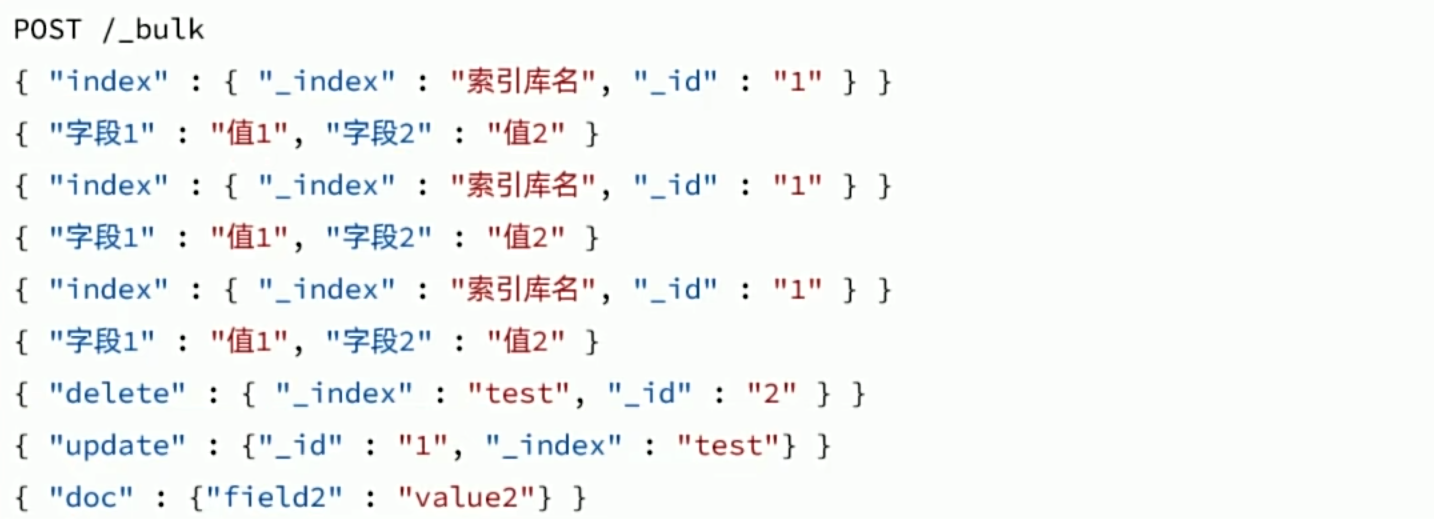 POST /_bulk
{ "index" : { "_index" : "索引库名", "_id" : "1" } }
{ "字段1" : "值1", "字段2" : "值2" }
{ "index" : { "_index" : "索引库名", "_id" : "1" } }
{ "字段1" : "值1", "字段2" : "值2" }
{ "index" : { "_index" : "索引库名", "_id" : "1" } }
{ "字段1" : "值1", "字段2" : "值2" }
{ "delete" : { "_index" : "test", "_id" : "2" } }
{ "update" : {"_id" : "1", "_index" : "test"} }
{ "doc" : {"field2" : "value2"} }